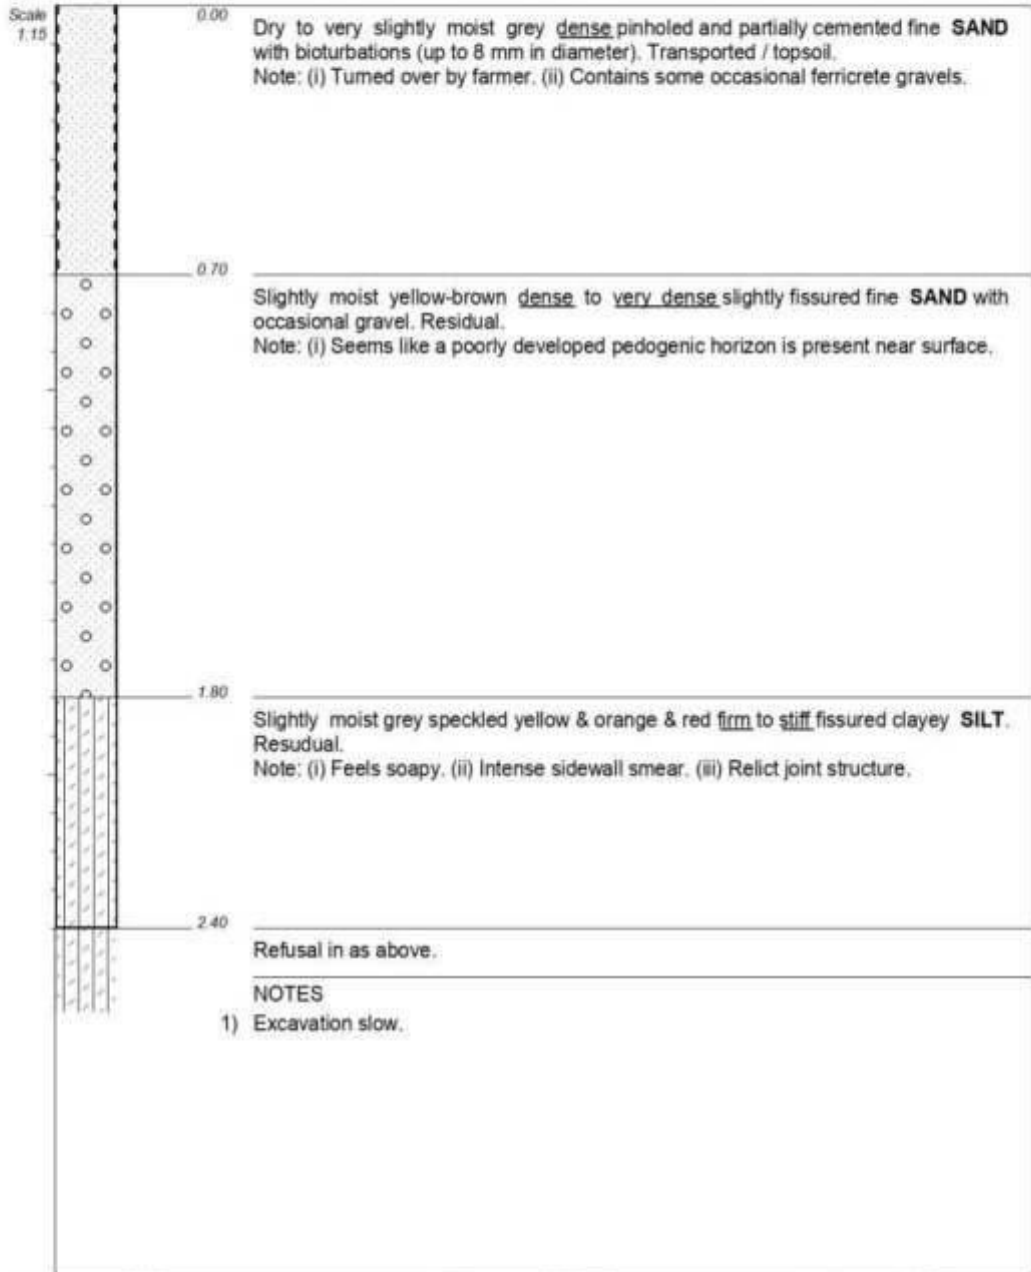 Scale
1:15
0.00
Dry to very slightly moist grey dense pinholed and partially cemented fine SAND
with bioturbations (up to 8 mm in diameter). Transported / topsoil.
Note: (i) Turned over by farmer. (ii) Contains some occasional ferricrete gravels.
0.70
Slightly moist yellow-brown dense to very dense slightly fissured fine SAND with
occasional gravel. Residual.
Note: (i) Seems like a poorly developed pedogenic horizon is present near surface.
1.80
Slightly moist grey speckled yellow & orange & red firm to stiff fissured clayey SILT.
Resudual.
Note: (i) Feels soapy. (ii) Intense sidewall smear. (iii) Relict joint structure.
2.40
Refusal in as above.
NOTES
1) Excavation slow.